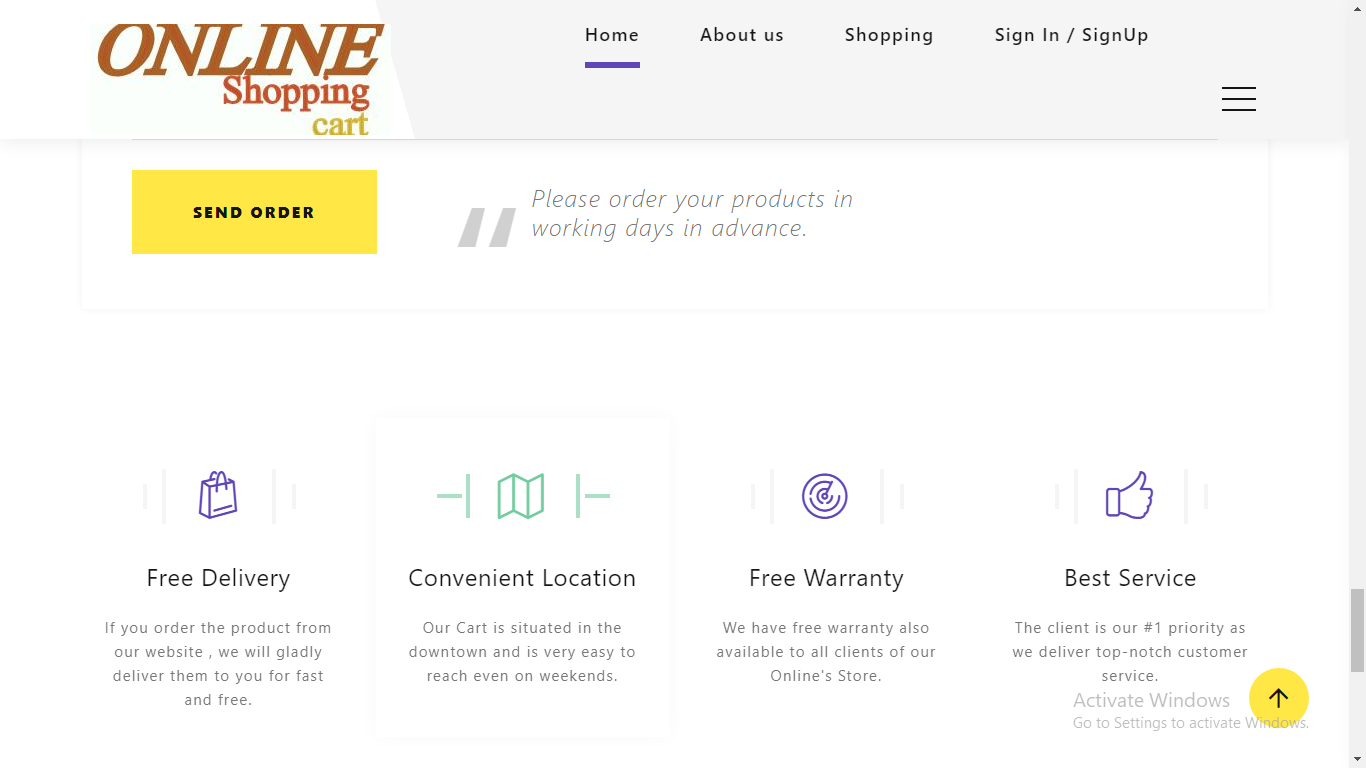 ONLINE
Shopping
cart
Home
About us
Shopping
Sign In / SignUp
SEND ORDER
Please order your products in
working days in advance.
Free Delivery
If you order the product from
our website , we will gladly
deliver them to you for fast
and free.
Convenient Location
Our Cart is situated in the
downtown and is very easy to
reach even on weekends.
Free Warranty
We have free warranty also
available to all clients of our
Online's Store.
Best Service
The client is our #1 priority as
we deliver top-notch customer
service.
Activate Windows
Go to Settings to activate Windows.